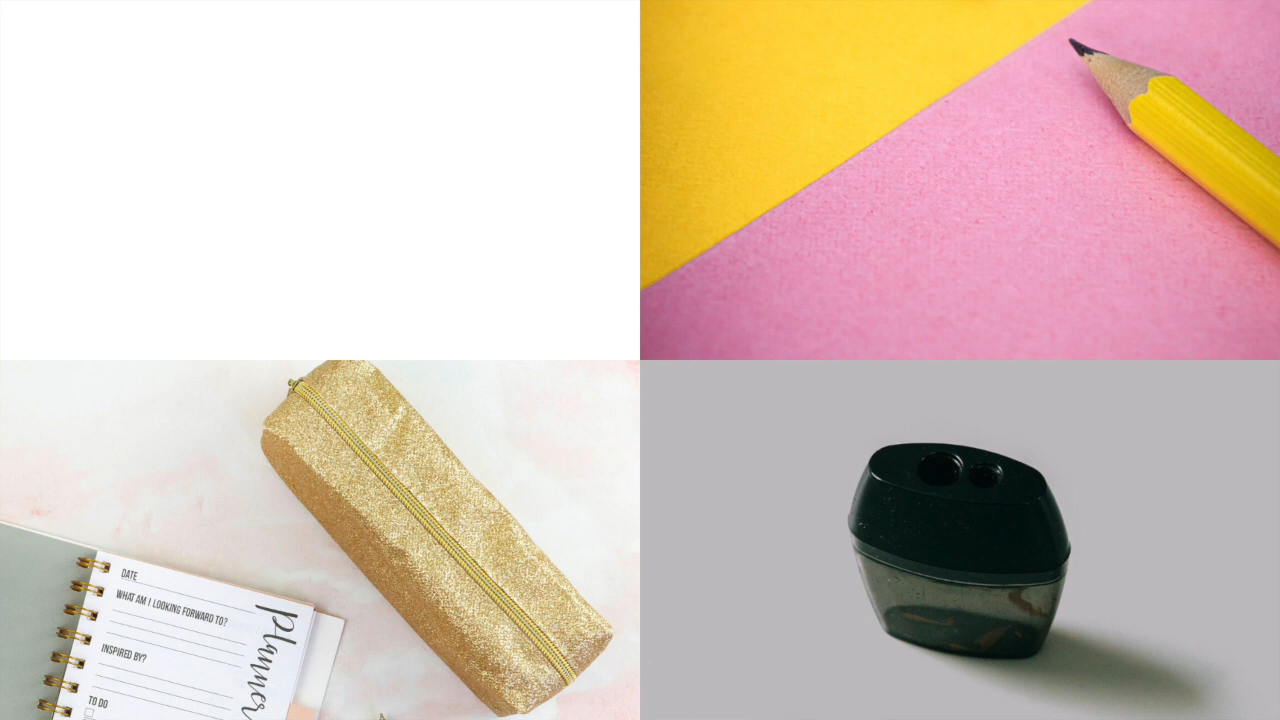 DATE
WHAT AM I LOOKING FORWARD TO?
INSPIRED BY?
TO DO
planner